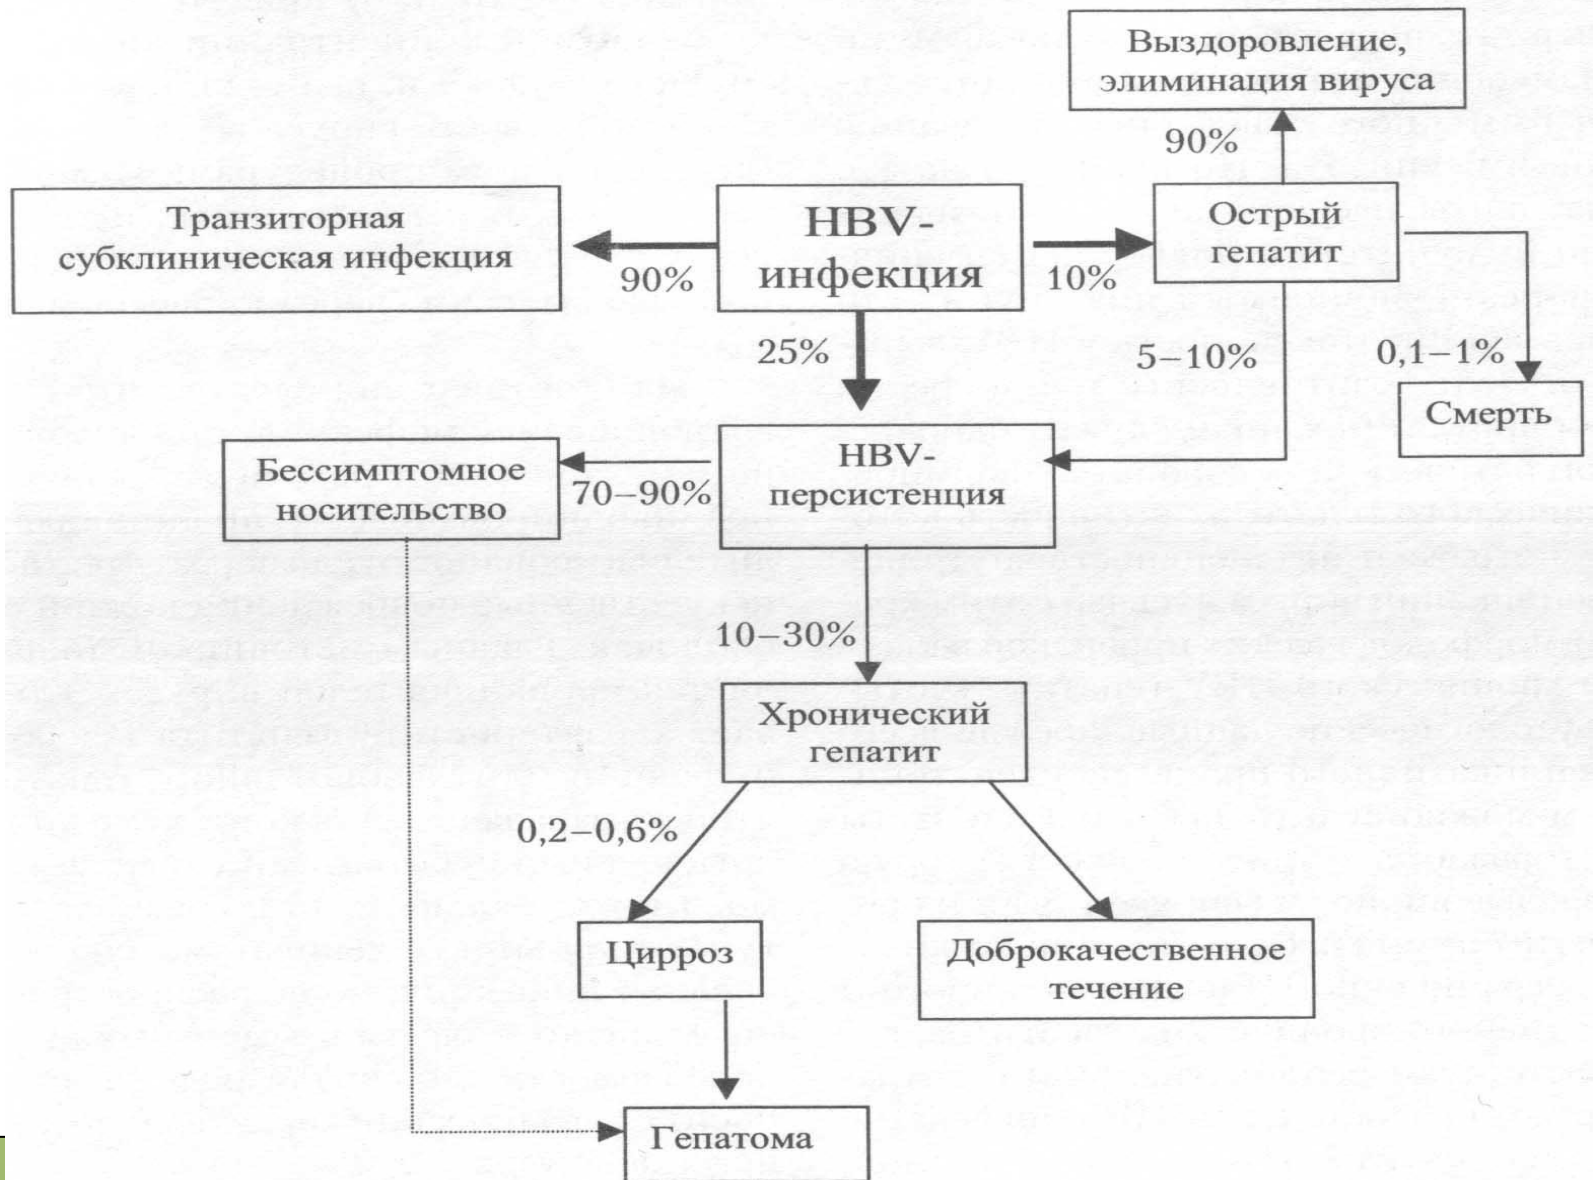 Выздоровление,
элиминация вируса
90%
Транзиторная
субклиническая инфекция
90%
HBV-
инфекция
10%
Острый
гепатит
25%
5–10%
0,1–1%
Смерть
Бессимптомное
носительство
70–90%
HBV-
персистенция
10–30%
Хронический
гепатит
0,2–0,6%
Цирроз
Доброкачественное
течение
Гепатома